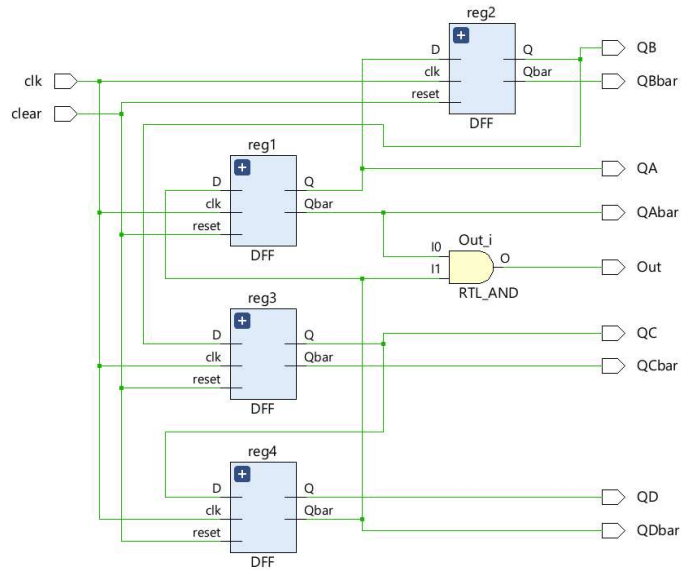 reg2
D Q QB
clk clk Qbar QBbar
clear reset
DFF
reg1
D Q QA
clk Qbar QAbar
reset
DFF
Out_i
I0
I1 O Out
RTL_AND
reg3
D Q QC
clk Qbar QCbar
reset
DFF
reg4
D Q QD
clk Qbar QDbar
reset
DFF